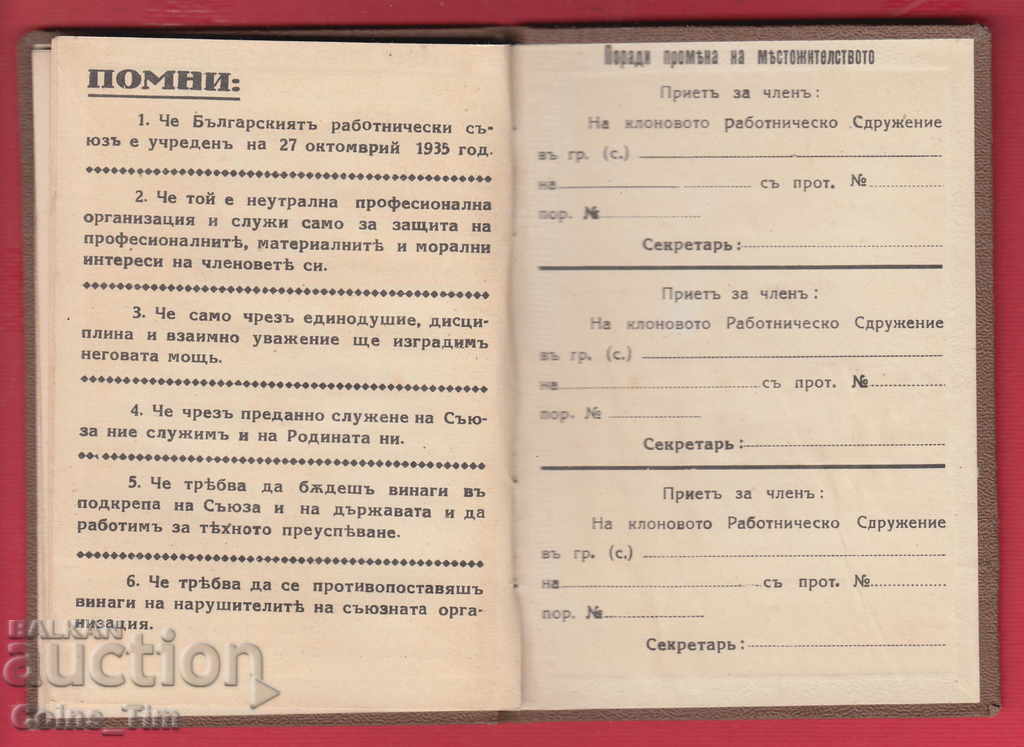 ПОМНИ:
1. Че Българскиятъ работнически съ-
юзъ е учреденъ на 27 октомврий 1935 год.
2. Че той е неутрална професионална
организация и служи само за защита на
професионалнитѣ, материалнитѣ и морални
интереси на членоветѣ си.
3. Че само чрезъ единодушие, дисци-
плина и взаимно уважение ще изградимъ
неговата мощь.
4. Че чрезъ преданно служене на Съю-
за ние служимъ и на Родината ни.
5. Че трѣбва да бѫдешъ винаги въ
подкрепа на Съюза и на държавата и да
работимъ за тѣхното преуспѣване.
6. Че трѣбва да се противопоставяш
винаги на нарушителитѣ на съюзната орга-
низация.
Поради промѣна на мѣстожителството
Приетъ за членъ:
На клоновото Работническо Сдружение
въ гр. (с.)
на съ прот. №
пор. №
Секретарь:
Приетъ за членъ:
На клоновото Работническо Сдружение
въ гр. (с.)
на съ прот. №
пор. №
Секретарь:
Приетъ за членъ:
На клоновото Работническо Сдружение
въ гр. (с.)
на съ прот. №
пор. №
Секретарь:
BALKAN
auction
Coins_Tim